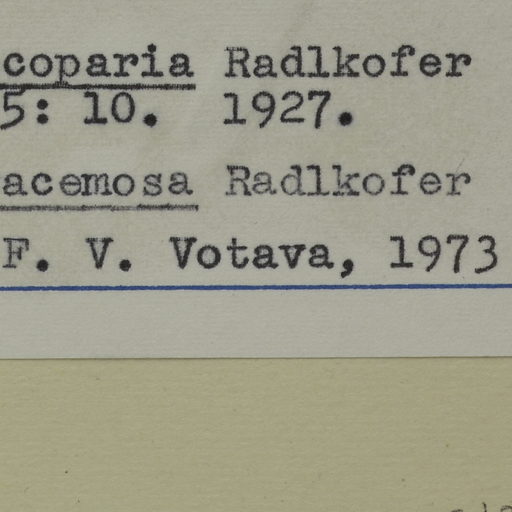 coparia Radlkofer
5: 10. 1927.
acemosa Radlkofer
F. V. Votava, 1973